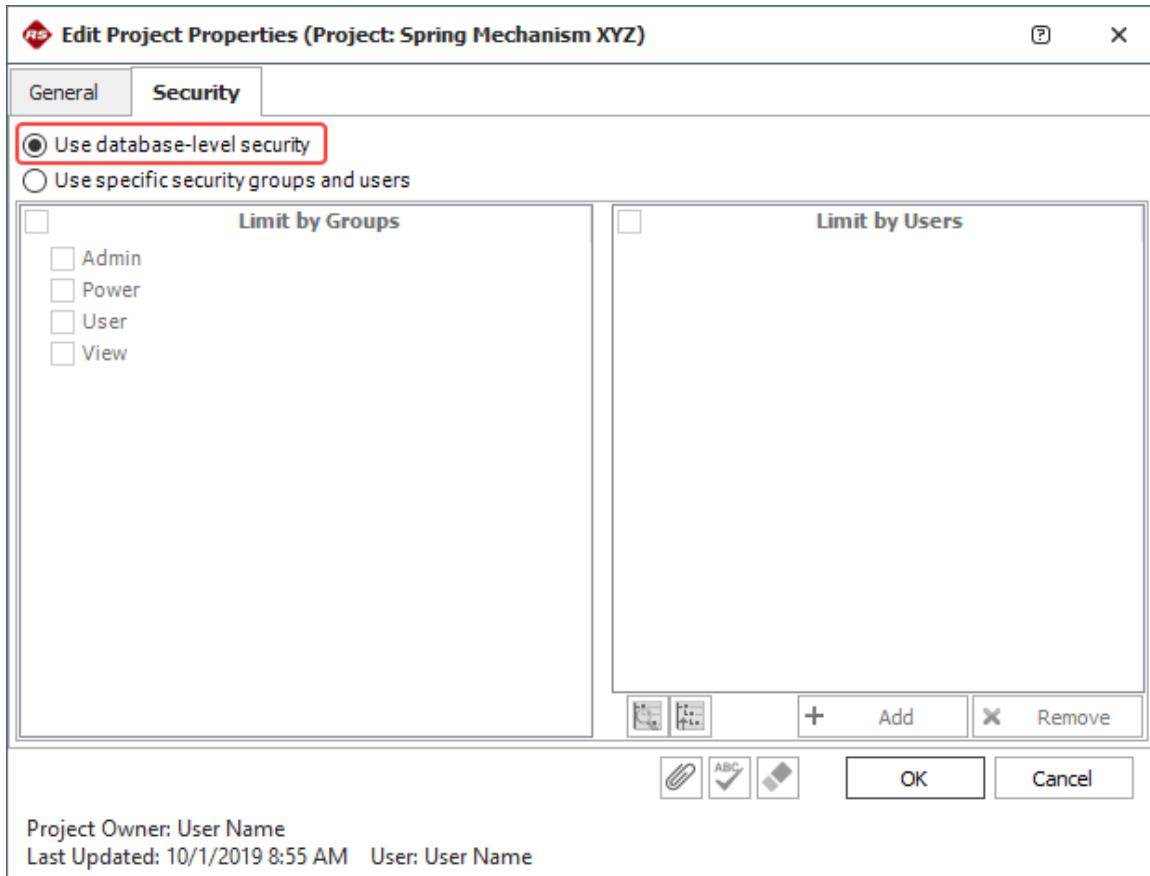 RS Edit Project Properties (Project: Spring Mechanism XYZ)
General Security
Use database-level security
Use specific security groups and users
Limit by Groups
Admin
Power
User
View
Limit by Users
+ Add × Remove
ABC OK Cancel
Project Owner: User Name
Last Updated: 10/1/2019 8:55 AM User: User Name